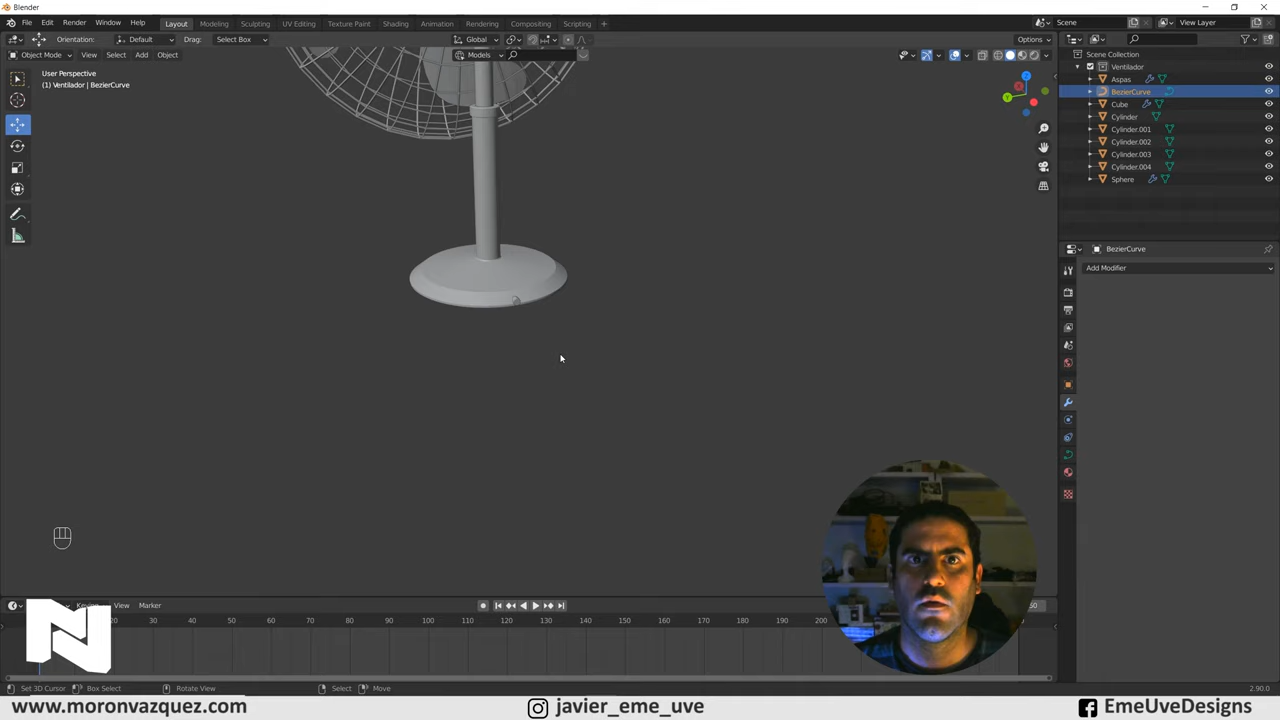 Blender
File Edit Render Window Help Layout Modeling Sculpting UV Editing Texture Paint Shading Animation Rendering Compositing Scripting + Scene View Layer
Orientation: Default Drag: Select Box Global Options
Object Mode View Select Add Object Models
User Perspective
(1) Ventilador | BezierCurve
Scene Collection
Ventilador
Aspas
BezierCurve
Cube
Cylinder
Cylinder.001
Cylinder.002
Cylinder.003
Cylinder.004
Sphere
BezierCurve
Add Modifier
View Marker
20 30 40 50 60 70 80 90 100 110 120 130 140 150 160 170 180 190 200
Set 3D Cursor Box Select Rotate View Select Move 2.90.0
N
www.moronvazquez.com javier_eme_uve EmeUveDesigns